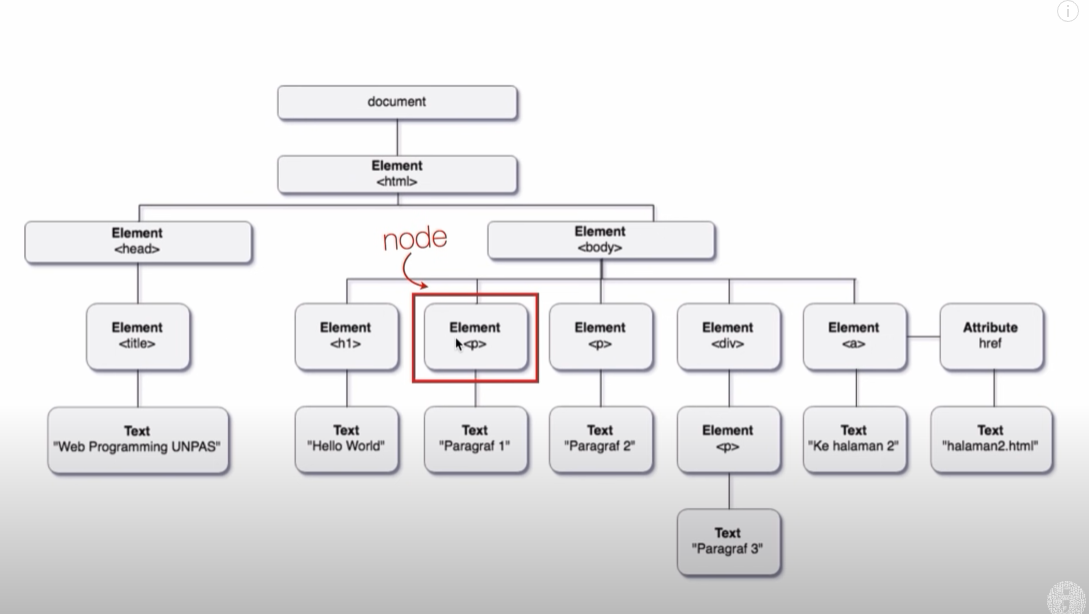 document
Element
<html>
Element
<head>
node
Element
<body>
Element
<title>
Element
<h1>
Element
<p>
Element
<p>
Element
<div>
Element
<a>
Attribute
href
Text
"Web Programming UNPAS"
Text
"Hello World"
Text
"Paragraf 1"
Text
"Paragraf 2"
Element
<p>
Text
"Ke halaman 2"
Text
"halaman2.html"
Text
"Paragraf 3"